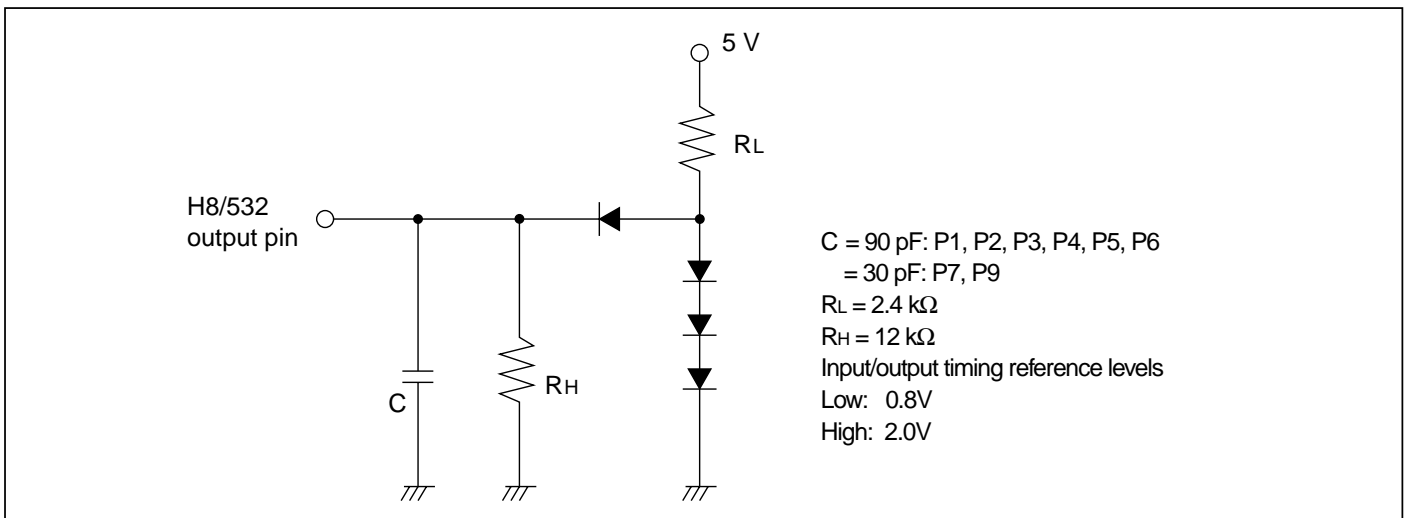 5 V
RL
H8/532
output pin
C
RH
C = 90 pF: P1, P2, P3, P4, P5, P6
= 30 pF: P7, P9
RL = 2.4 kΩ
RH = 12 kΩ
Input/output timing reference levels
Low: 0.8V
High: 2.0V